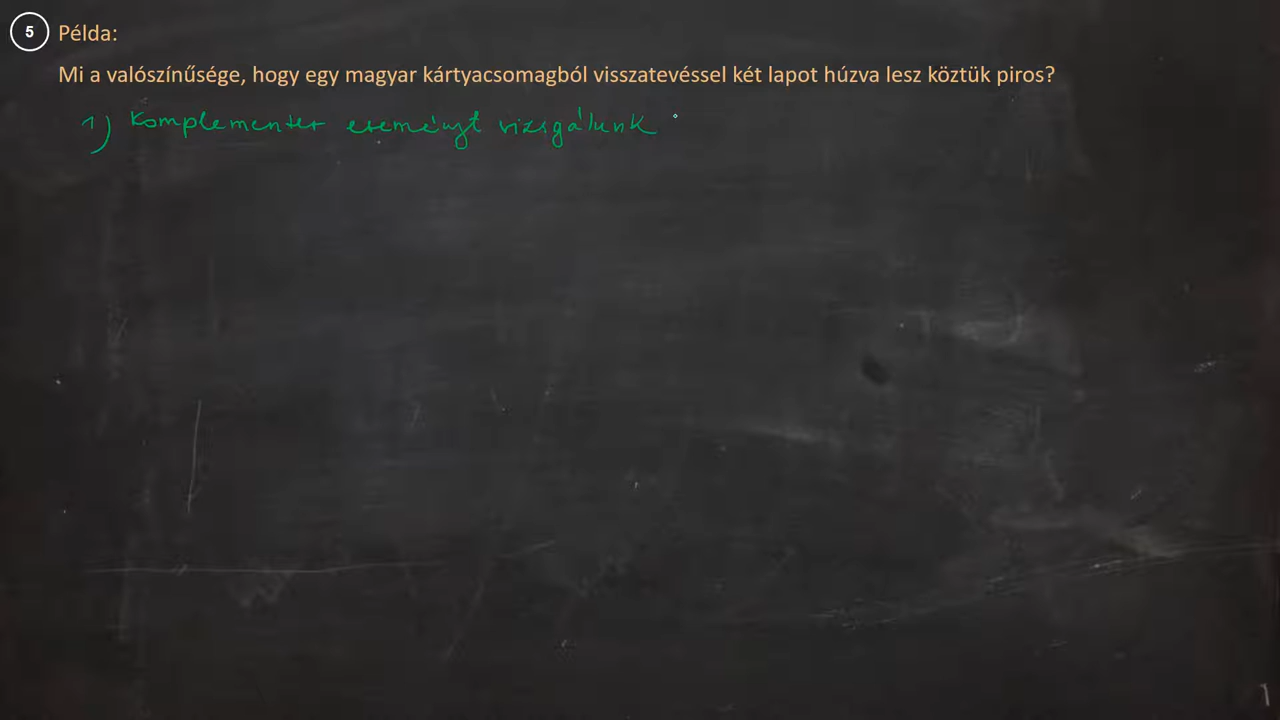 5 Példa:
Mi a valószínűsége, hogy egy magyar kártyacsomagból visszatevéssel két lapot húzva lesz köztük piros?
1) Komplementer eseményt vizsgálunk
1